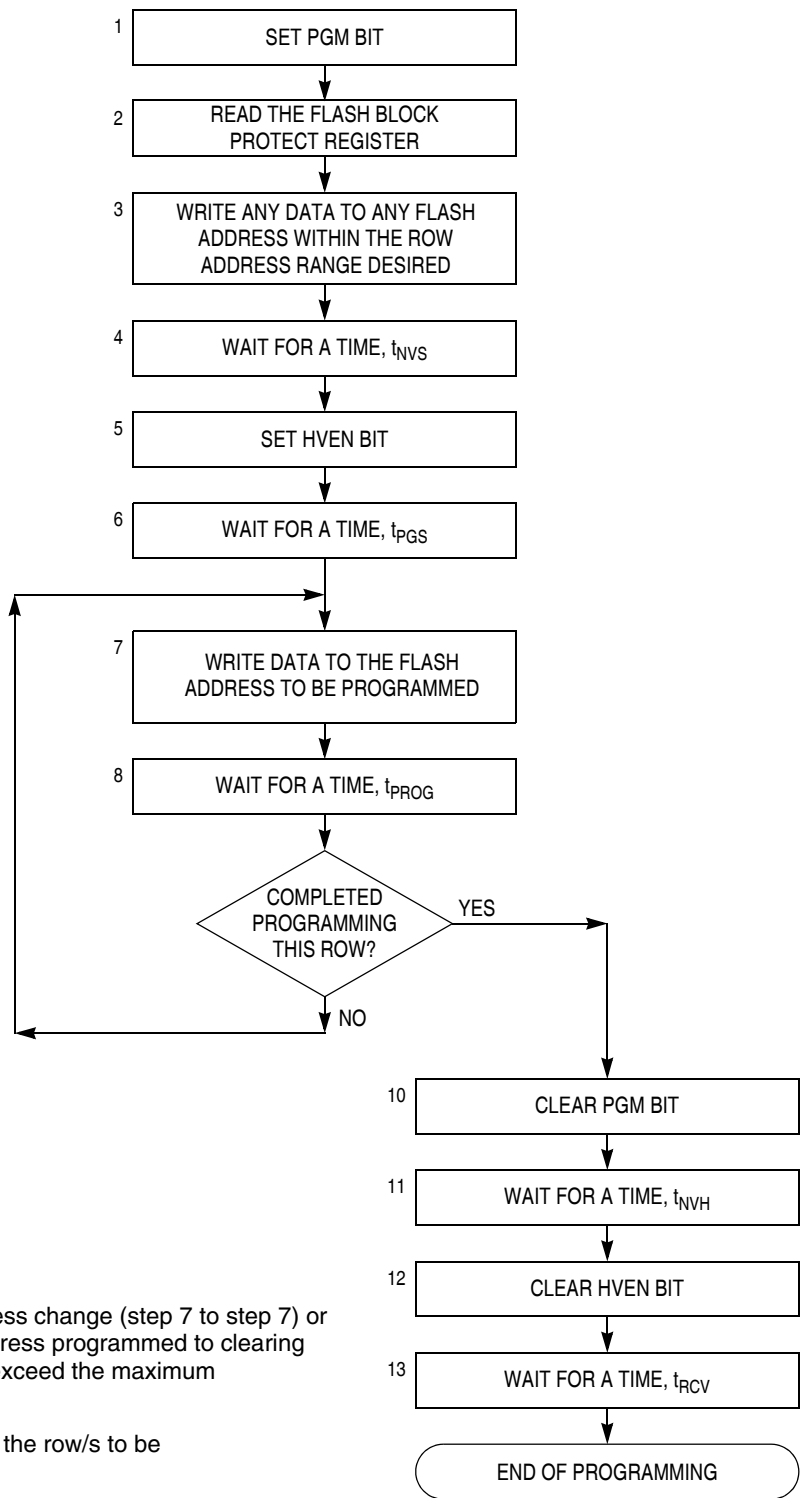 1
SET PGM BIT
2
READ THE FLASH BLOCK
PROTECT REGISTER
3
WRITE ANY DATA TO ANY FLASH
ADDRESS WITHIN THE ROW
ADDRESS RANGE DESIRED
4
WAIT FOR A TIME, tNVS
5
SET HVEN BIT
6
WAIT FOR A TIME, tPGS
7
WRITE DATA TO THE FLASH
ADDRESS TO BE PROGRAMMED
8
WAIT FOR A TIME, tPROG
COMPLETED
PROGRAMMING
THIS ROW?
YES
NO
10
CLEAR PGM BIT
11
WAIT FOR A TIME, tNVH
12
CLEAR HVEN BIT
13
WAIT FOR A TIME, tRCV
END OF PROGRAMMING
ess change (step 7 to step 7) or
ress programmed to clearing
exceed the maximum
the row/s to be